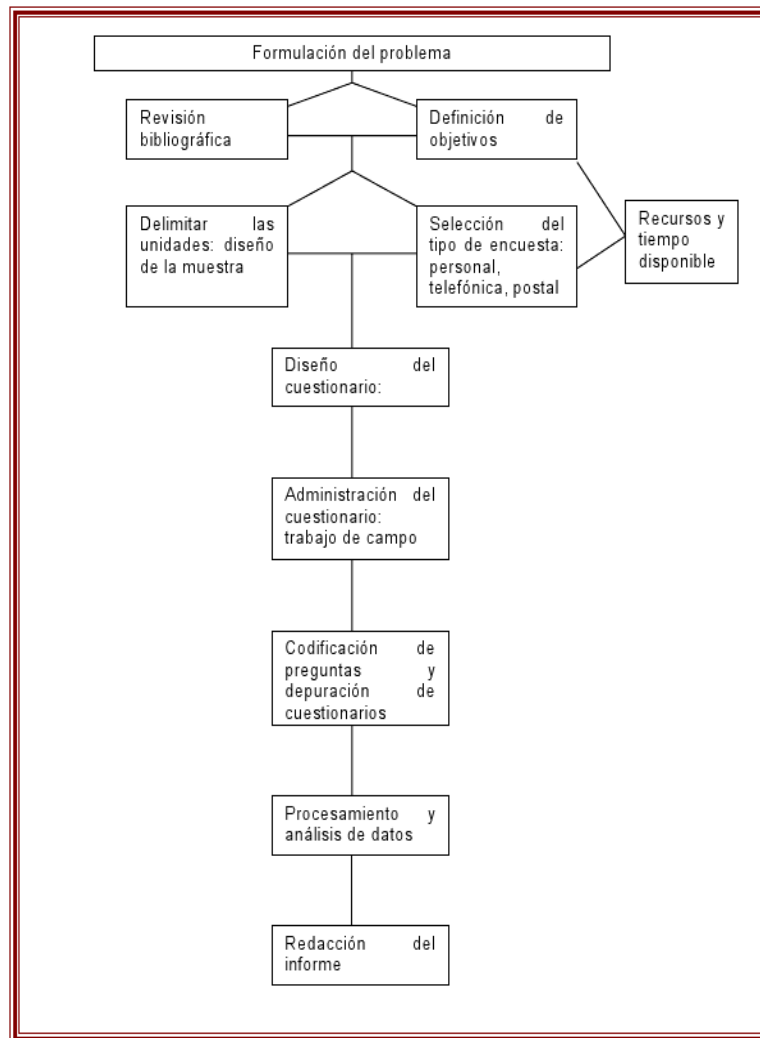 Formulación del problema
Revisión
bibliográfica
Definición de
objetivos
Delimitar las
unidades: diseño
de la muestra
Selección del
tipo de encuesta:
personal,
telefónica, postal
Recursos y
tiempo
disponible
Diseño del
cuestionario:
Administración del
cuestionario:
trabajo de campo
Codificación de
preguntas y
depuración de
cuestionarios
Procesamiento y
análisis de datos
Redacción del
informe